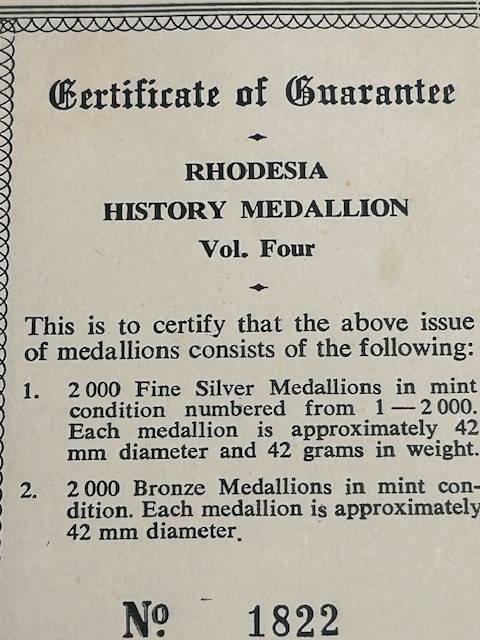 Certificate of Guarantee
RHODESIA
HISTORY MEDALLION
Vol. Four
This is to certify that the above issue
of medallions consists of the following:
1. 2 000 Fine Silver Medallions in mint
condition numbered from 1 — 2 000.
Each medallion is approximately 42
mm diameter and 42 grams in weight.
2. 2 000 Bronze Medallions in mint con-
dition. Each medallion is approximately
42 mm diameter.
No. 1822